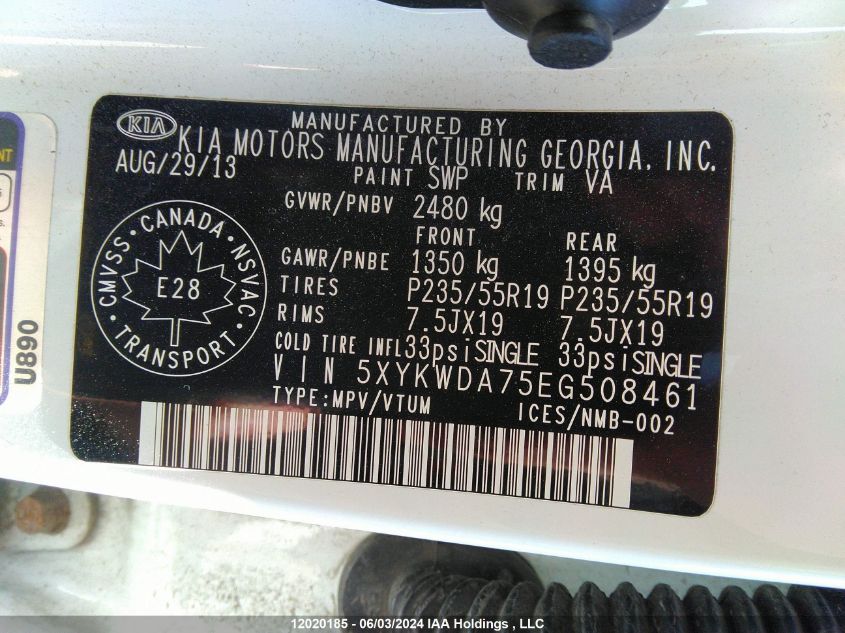 MANUFACTURED BY
KIA KIA MOTORS MANUFACTURING GEORGIA, INC.
AUG/29/13 PAINT SWP TRIM VA
GVWR/PNBV 2480 kg
FRONT REAR
GAWR/PNBE 1350 kg 1395 kg
TIRES P235/55R19 P235/55R19
RIMS 7.5JX19 7.5JX19
COLD TIRE INFL 33psiSINGLE 33psiSINGLE
VIN 5XYKWDA75EG508461
TYPE:MPV/VTUM ICES/NMB-002
CMVSS · CANADA · NSVAC · TRANSPORT ·
E28
U890
12020185 - 06/03/2024 IAA Holdings, LLC